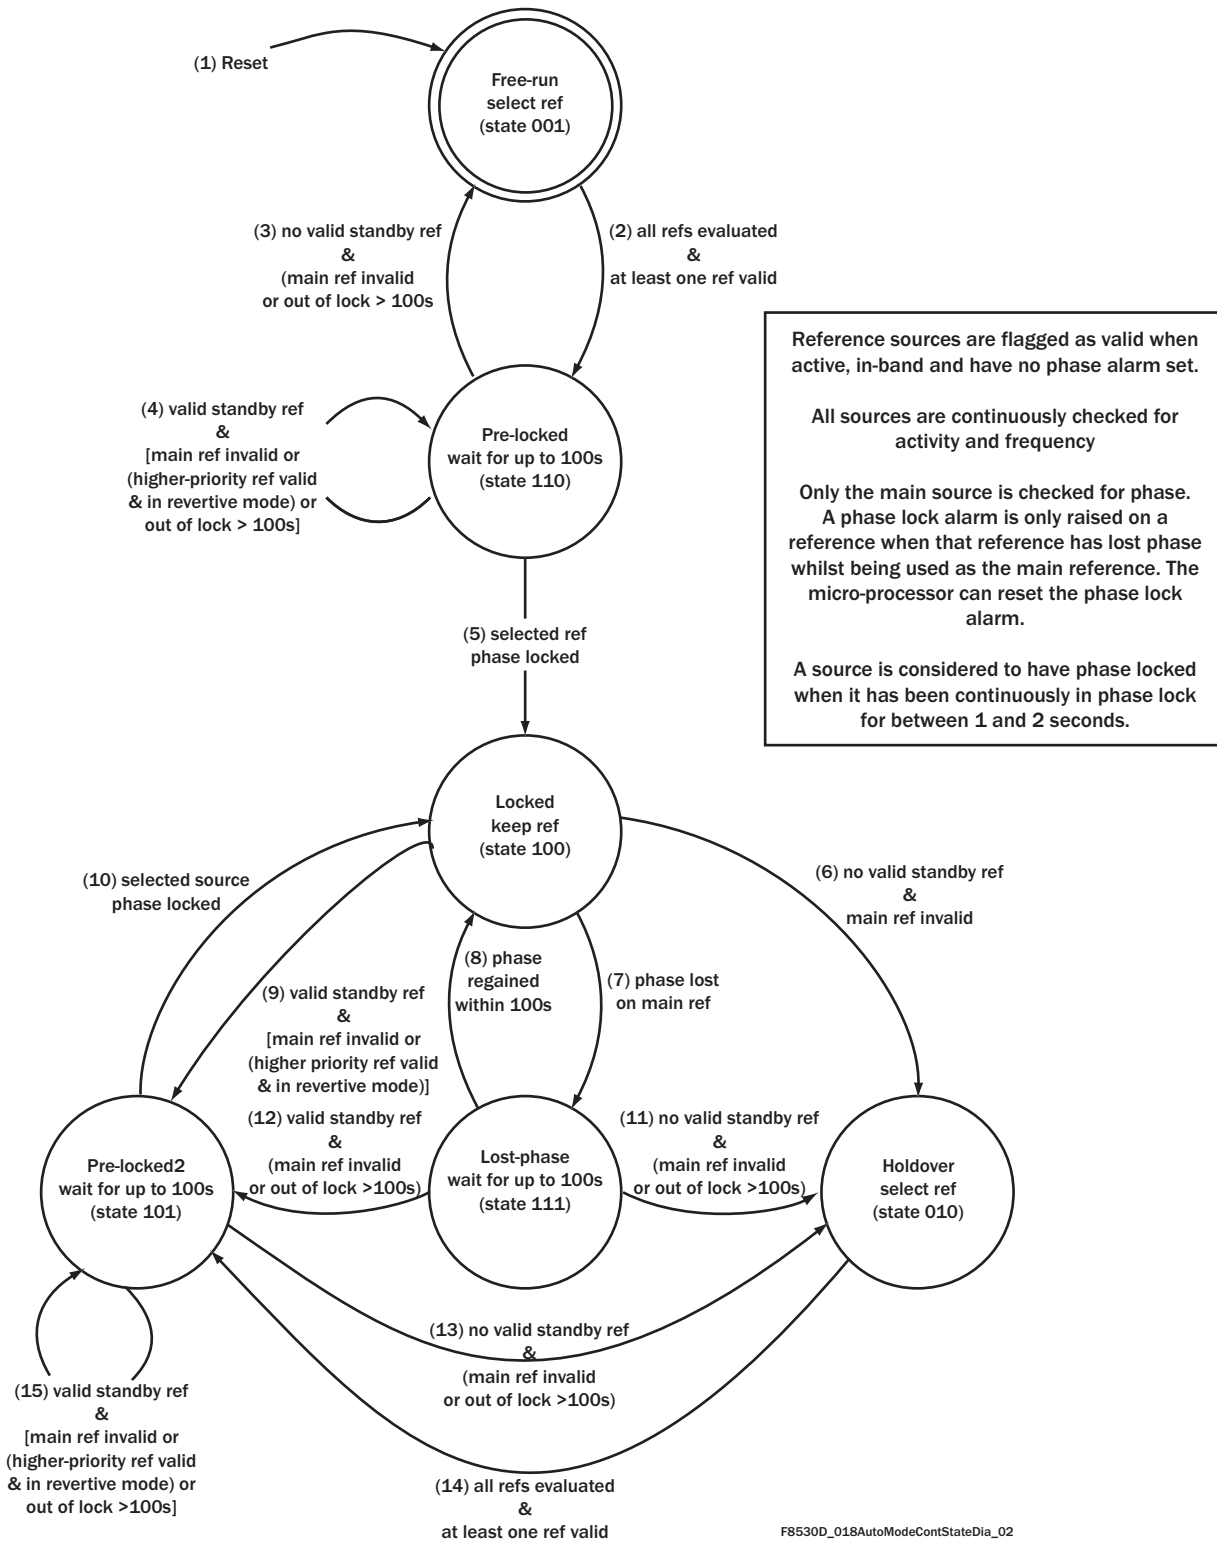 (1) Reset
Free-run
select ref
(state 001)
(3) no valid standby ref
&
(main ref invalid
or out of lock > 100s
(2) all refs evaluated
&
at least one ref valid
Reference sources are flagged as valid when
active, in-band and have no phase alarm set.
All sources are continuously checked for
activity and frequency
Only the main source is checked for phase.
A phase lock alarm is only raised on a
reference when that reference has lost phase
whilst being used as the main reference. The
micro-processor can reset the phase lock
alarm.
A source is considered to have phase locked
when it has been continuously in phase lock
for between 1 and 2 seconds.
(4) valid standby ref
&
[main ref invalid or
(higher-priority ref valid
& in revertive mode) or
out of lock > 100s]
Pre-locked
wait for up to 100s
(state 110)
(5) selected ref
phase locked
Locked
keep ref
(state 100)
(10) selected source
phase locked
(6) no valid standby ref
&
main ref invalid
(8) phase
regained
within 100s
(7) phase lost
on main ref
(9) valid standby ref
&
[main ref invalid or
(higher priority ref valid
& in revertive mode)]
(12) valid standby ref
&
(main ref invalid
or out of lock >100s)
(11) no valid standby ref
&
(main ref invalid
or out of lock >100s)
Pre-locked2
wait for up to 100s
(state 101)
Lost-phase
wait for up to 100s
(state 111)
Holdover
select ref
(state 010)
(13) no valid standby ref
&
(main ref invalid
or out of lock >100s)
(15) valid standby ref
&
[main ref invalid or
(higher-priority ref valid
& in revertive mode) or
out of lock >100s]
(14) all refs evaluated
&
at least one ref valid
F8530D_018AutoModeContStateDia_02